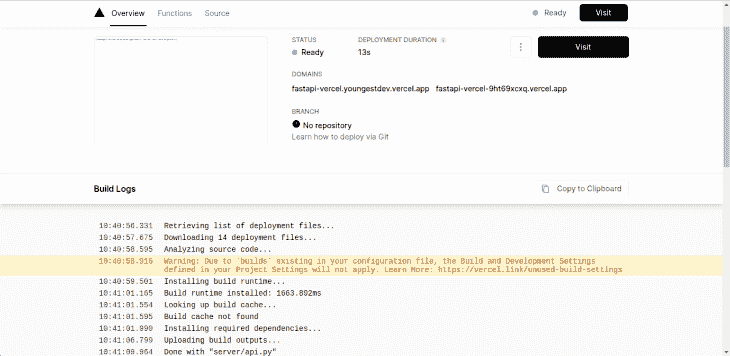 Overview Functions Source Ready Visit
STATUS DEPLOYMENT DURATION
Ready 13s Visit
DOMAINS
fastapi-vercel.youngestdev.vercel.app fastapi-vercel-9ht69xcxq.vercel.app
BRANCH
No repository
Learn how to deploy via Git
Build Logs Copy to Clipboard
10:40:56.331 Retrieving list of deployment files...
10:40:57.675 Downloading 14 deployment files...
10:40:58.595 Analyzing source code...
10:40:58.916 Warning: Due to `builds` existing in your configuration file, the Build and Development Settings
defined in your Project Settings will not apply. Learn More: https://vercel.link/unused-build-settings
10:40:59.501 Installing build runtime...
10:41:01.165 Build runtime installed: 1663.892ms
10:41:01.554 Looking up build cache...
10:41:01.595 Build cache not found
10:41:01.990 Installing required dependencies...
10:41:06.799 Uploading build outputs...
10:41:09.964 Done with "server/api.py"